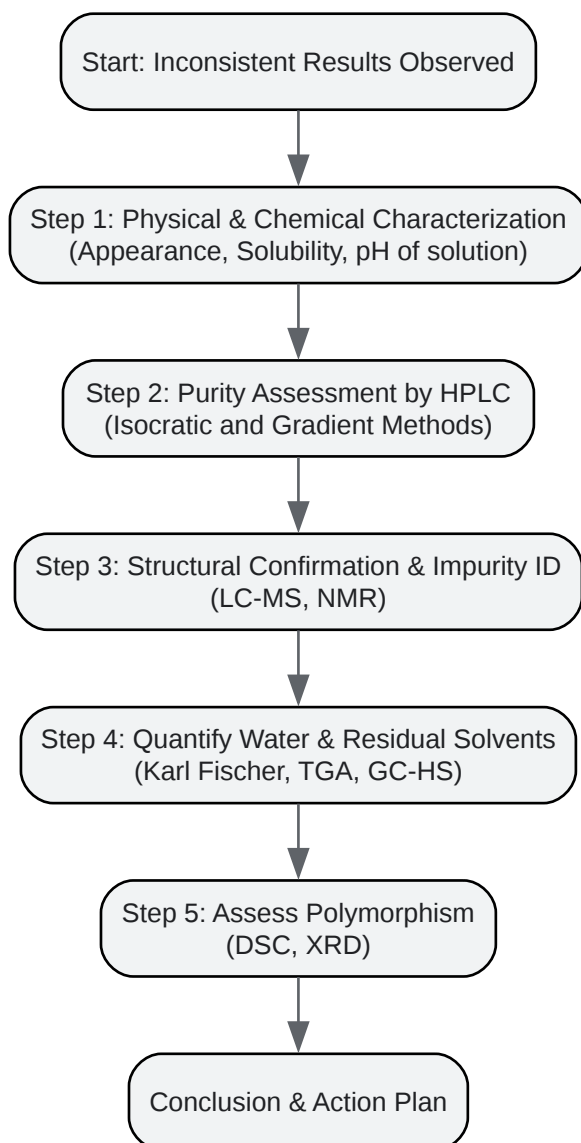 Start: Inconsistent Results Observed
Step 1: Physical & Chemical Characterization
(Appearance, Solubility, pH of solution)
Step 2: Purity Assessment by HPLC
(Isocratic and Gradient Methods)
Step 3: Structural Confirmation & Impurity ID
(LC-MS, NMR)
Step 4: Quantify Water & Residual Solvents
(Karl Fischer, TGA, GC-HS)
Step 5: Assess Polymorphism
(DSC, XRD)
Conclusion & Action Plan